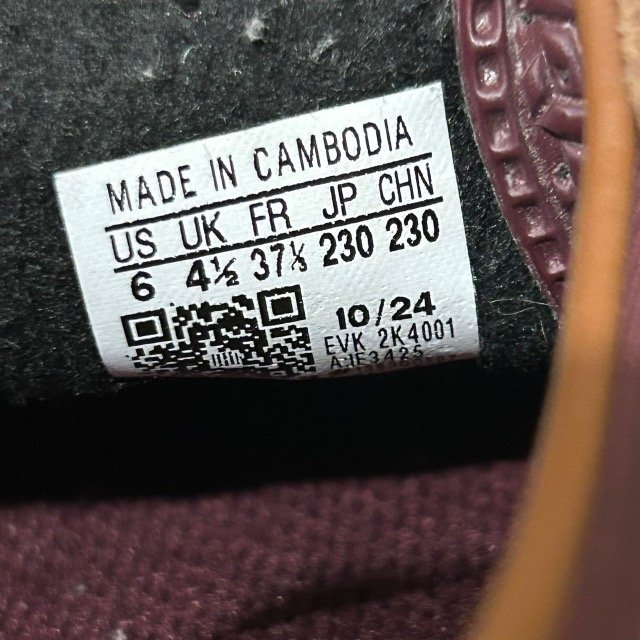 MADE IN CAMBODIA
US UK FR JP CHN
6 4½ 37⅓ 230 230
10/24
EVK 2K4001